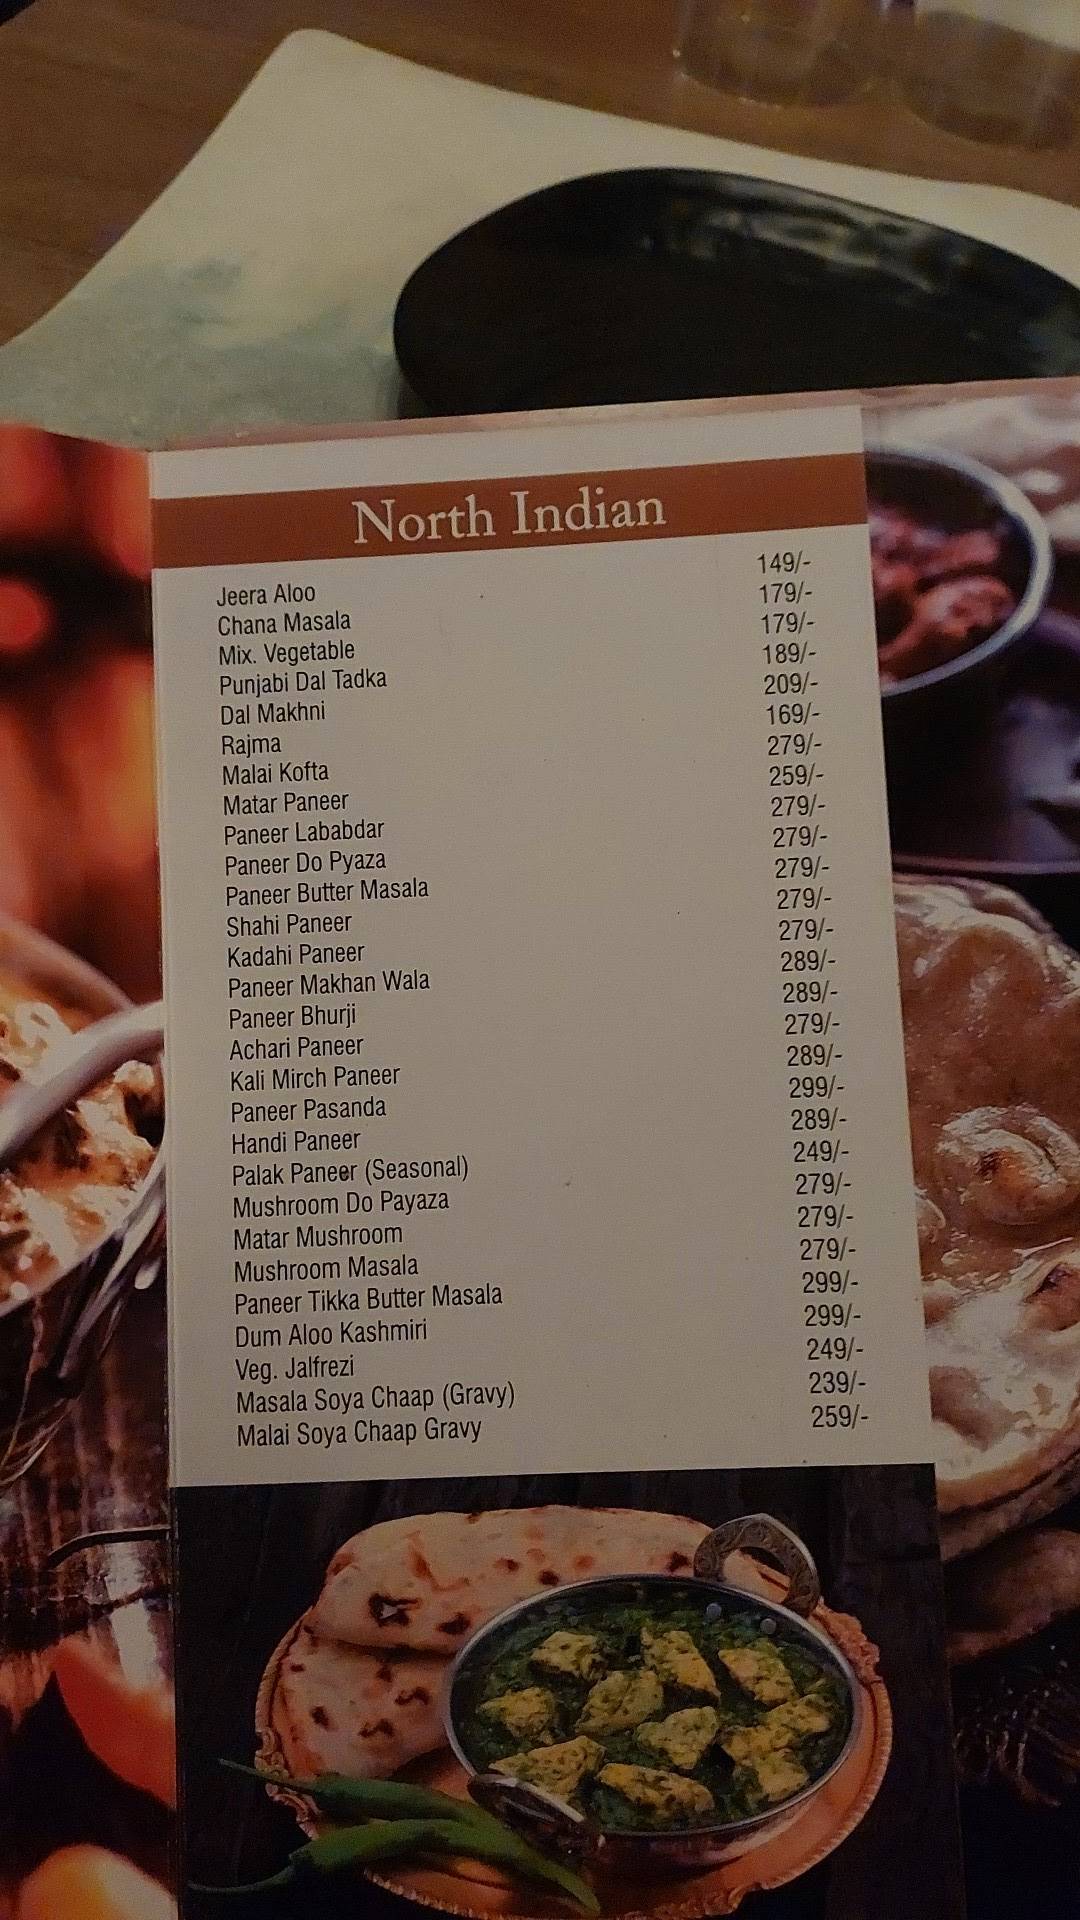 North Indian
Jeera Aloo 149/-
Chana Masala 179/-
Mix. Vegetable 179/-
Punjabi Dal Tadka 189/-
Dal Makhni 209/-
Rajma 169/-
Malai Kofta 279/-
Matar Paneer 259/-
Paneer Lababdar 279/-
Paneer Do Pyaza 279/-
Paneer Butter Masala 279/-
Shahi Paneer 279/-
Kadahi Paneer 279/-
Paneer Makhan Wala 289/-
Paneer Bhurji 289/-
Achari Paneer 279/-
Kali Mirch Paneer 289/-
Paneer Pasanda 299/-
Handi Paneer 289/-
Palak Paneer (Seasonal) 249/-
Mushroom Do Payaza 279/-
Matar Mushroom 279/-
Mushroom Masala 279/-
Paneer Tikka Butter Masala 299/-
Dum Aloo Kashmiri 299/-
Veg. Jalfrezi 249/-
Masala Soya Chaap (Gravy) 239/-
Malai Soya Chaap Gravy 259/-